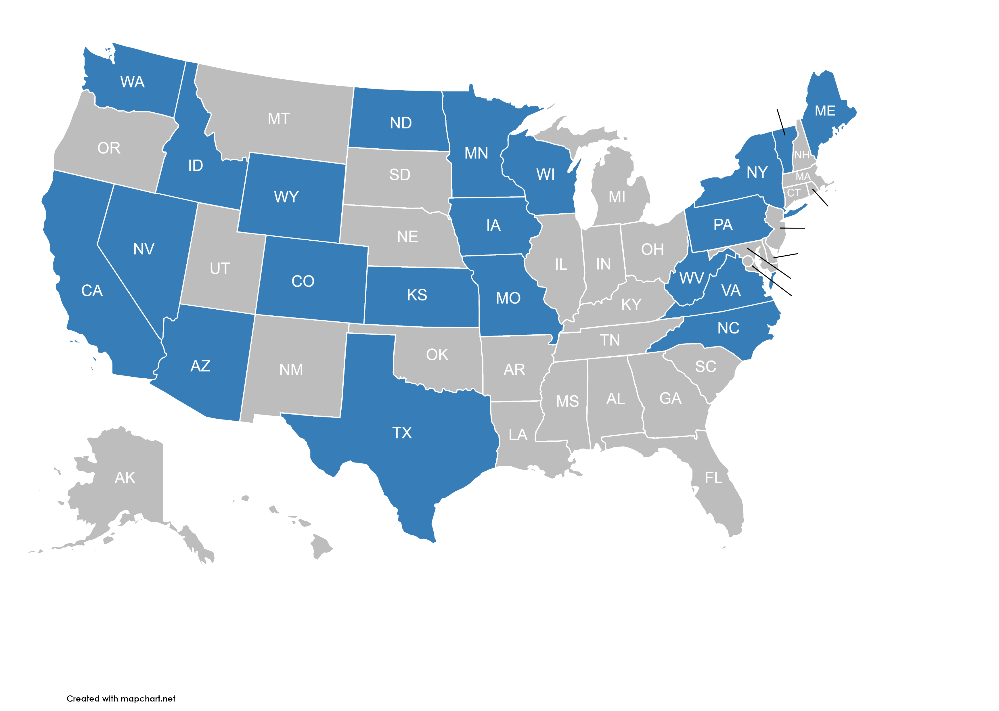 WA
MT
ND
ME
OR
MN
NH
ID
SD
WI
NY
MA
WY
MI
CT
IA
PA
NE
NV
OH
UT
IL
IN
CO
WV
CA
KS
MO
VA
KY
NC
TN
AZ
NM
OK
AR
SC
MS
AL
GA
TX
LA
AK
FL
Created with mapchart.net